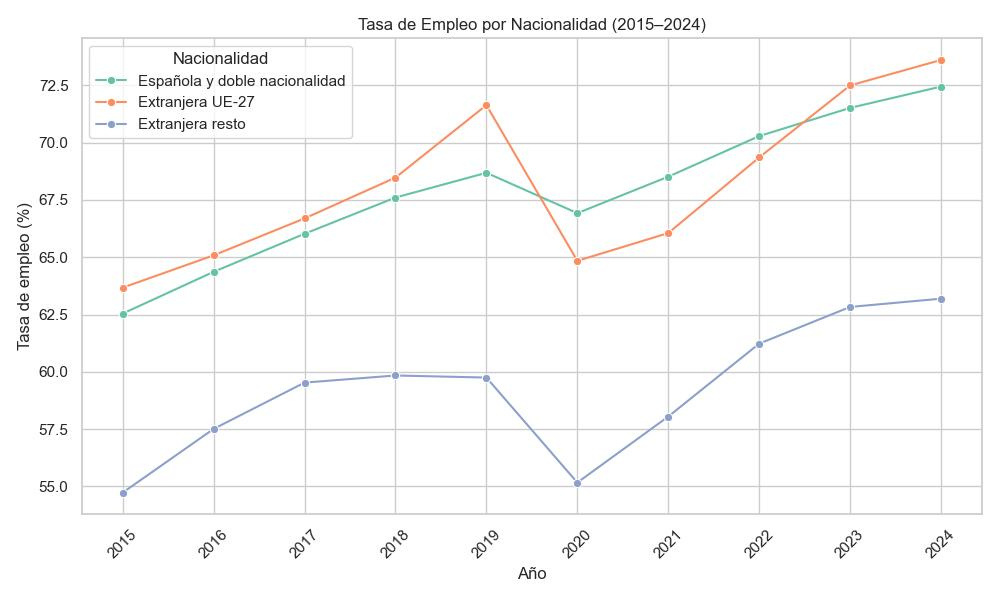 Tasa de Empleo por Nacionalidad (2015–2024)
Nacionalidad
Española y doble nacionalidad
Extranjera UE-27
Extranjera resto
Tasa de empleo (%)
72.5
70.0
67.5
65.0
62.5
60.0
57.5
55.0
2015 2016 2017 2018 2019 2020 2021 2022 2023 2024
Año